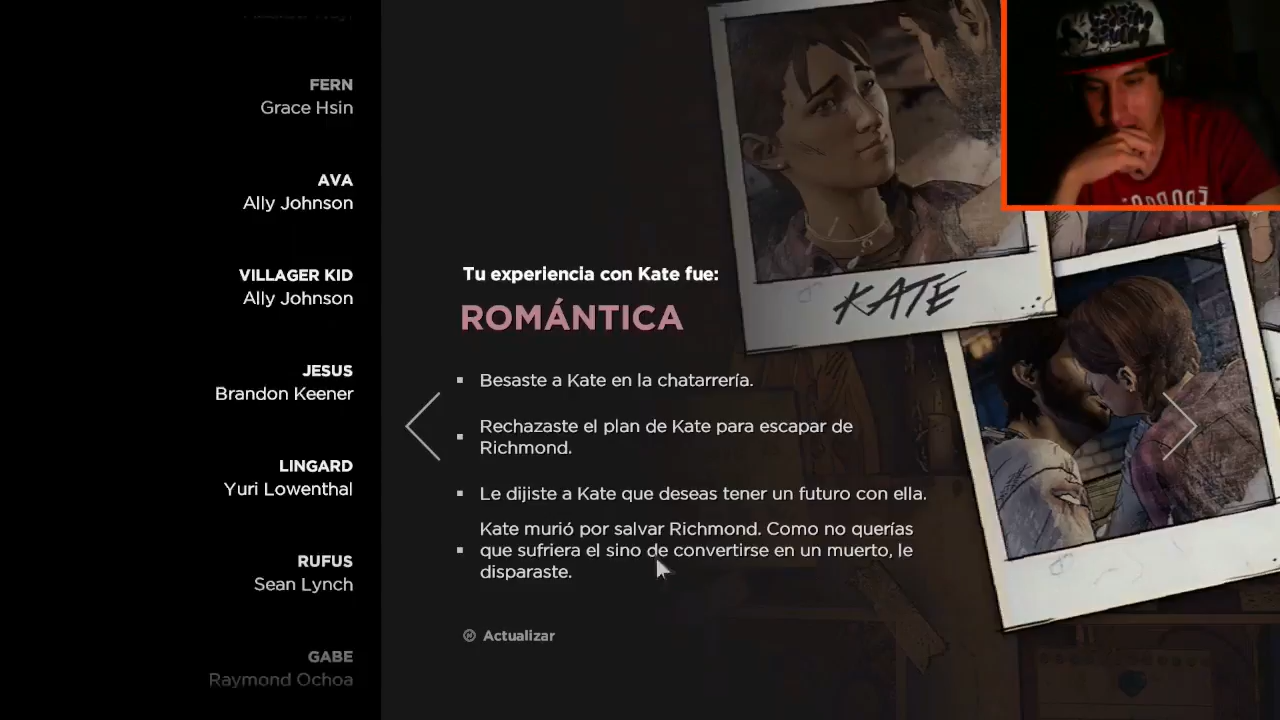 FERN
Grace Hsin
AVA
Ally Johnson
VILLAGER KID
Ally Johnson
JESUS
Brandon Keener
LINGARD
Yuri Lowenthal
RUFUS
Sean Lynch
GABE
Raymond Ochoa
Tu experiencia con Kate fue:
ROMÁNTICA
Besaste a Kate en la chatarrería.
Rechazaste el plan de Kate para escapar de
Richmond.
Le dijiste a Kate que deseas tener un futuro con ella.
Kate murió por salvar Richmond. Como no querías
que sufriera el sino de convertirse en un muerto, le
disparaste.
Actualizar
KATE